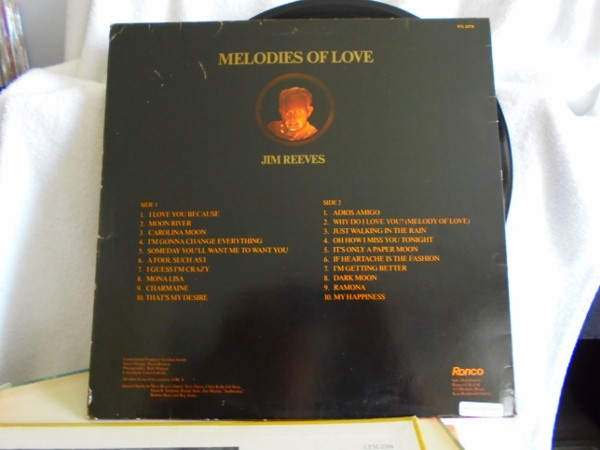 MELODIES OF LOVE
JIM REEVES
SIDE 1
1. I LOVE YOU BECAUSE
2. MOON RIVER
3. CAROLINA MOON
4. I'M GONNA CHANGE EVERYTHING
5. SOMEDAY YOU'LL WANT ME TO WANT YOU
6. A FOOL SUCH AS I
7. I GUESS I'M CRAZY
8. MONA LISA
9. CHARMAINE
10. THAT'S MY DESIRE
SIDE 2
1. ADIOS AMIGO
2. WHY DO I LOVE YOU? (MELODY OF LOVE)
3. JUST WALKING IN THE RAIN
4. OH HOW I MISS YOU TONIGHT
5. IT'S ONLY A PAPER MOON
6. IF HEARTACHE IS THE FASHION
7. I'M GETTING BETTER
8. DARK MOON
9. RAMONA
10. MY HAPPINESS
Ronco